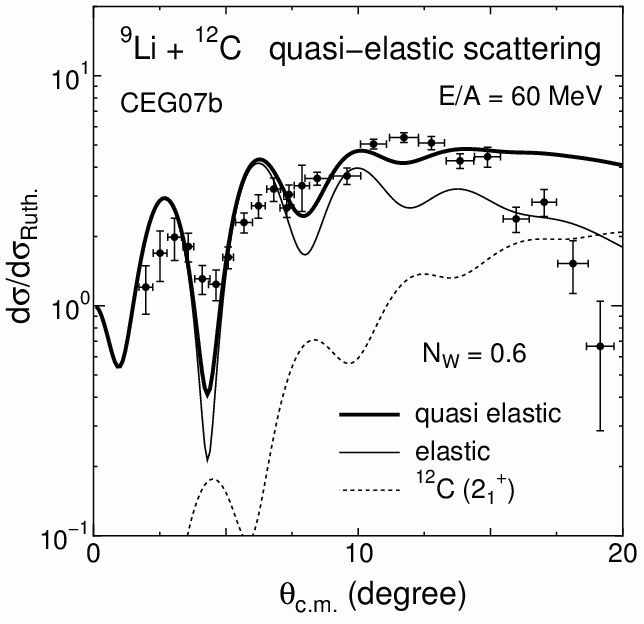 ⁹Li + ¹²C quasi−elastic scattering
CEG07b
E/A = 60 MeV
dσ/dσRuth.
10¹
10⁰
10⁻¹
N_W = 0.6
quasi elastic
elastic
¹²C (2₁⁺)
0
10
20
θc.m. (degree)